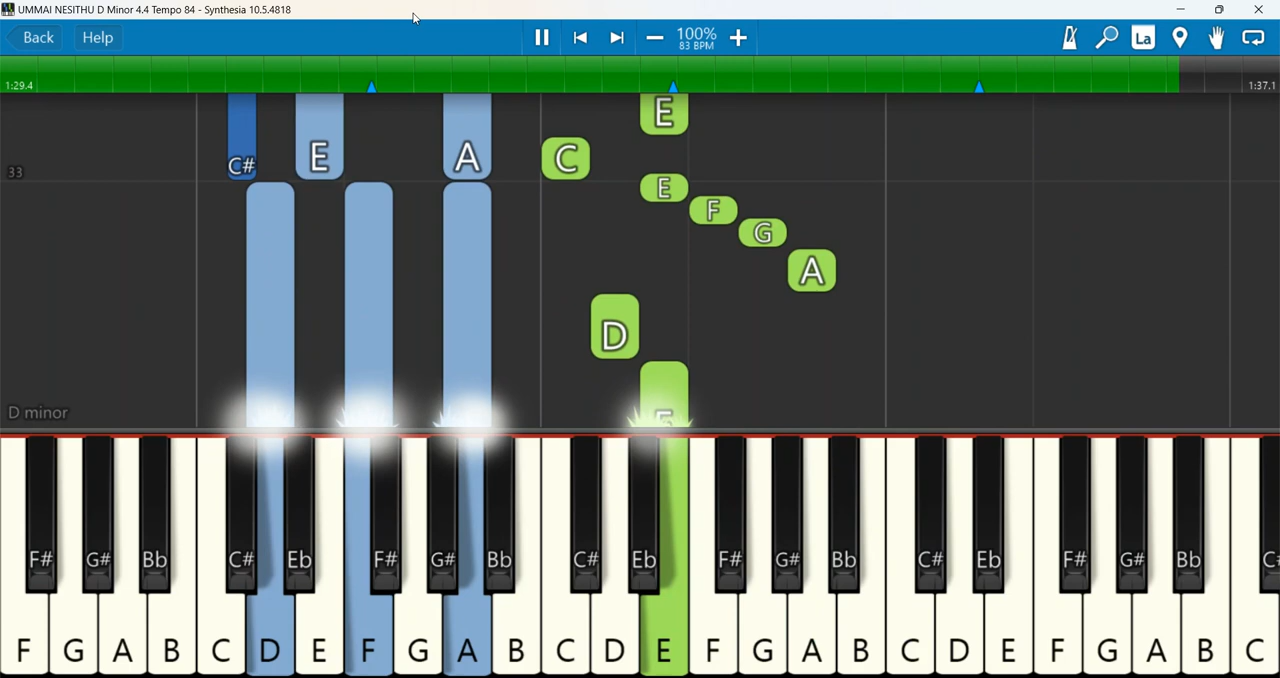 UMMAI NESITHU D Minor 4.4 Tempo 84 - Synthesia 10.5.4818
Back Help 100% La
83 BPM
1:29.4 1:37.1
E
C# E A C
33
E
F
G
A
D
D minor
F# G# Bb C# Eb F# G# Bb C# Eb F# G# Bb C# Eb F# G# Bb
F G A B C D E F G A B C D E F G A B C D E F G A B C